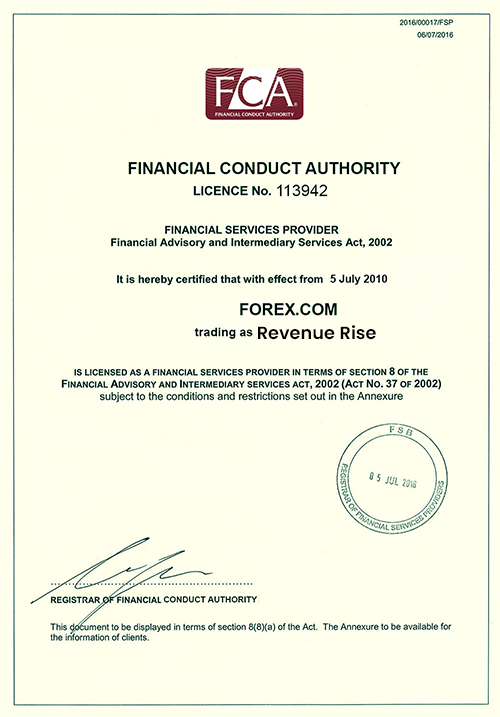 2016/00017/FSP
06/07/2016
FCA®
FINANCIAL CONDUCT AUTHORITY
FINANCIAL CONDUCT AUTHORITY
LICENCE No. 113942
FINANCIAL SERVICES PROVIDER
Financial Advisory and Intermediary Services Act, 2002
It is hereby certified that with effect from 5 July 2010
FOREX.COM
trading as Revenue Rise
IS LICENSED AS A FINANCIAL SERVICES PROVIDER IN TERMS OF SECTION 8 OF THE
FINANCIAL ADVISORY AND INTERMEDIARY SERVICES ACT, 2002 (ACT NO. 37 OF 2002)
subject to the conditions and restrictions set out in the Annexure
FSB
05 JUL 2016
REGISTRAR OF FINANCIAL SERVICES PROVIDERS
REGISTRAR OF FINANCIAL CONDUCT AUTHORITY
This document to be displayed in terms of section 8(8)(a) of the Act. The Annexure to be available for
the information of clients.